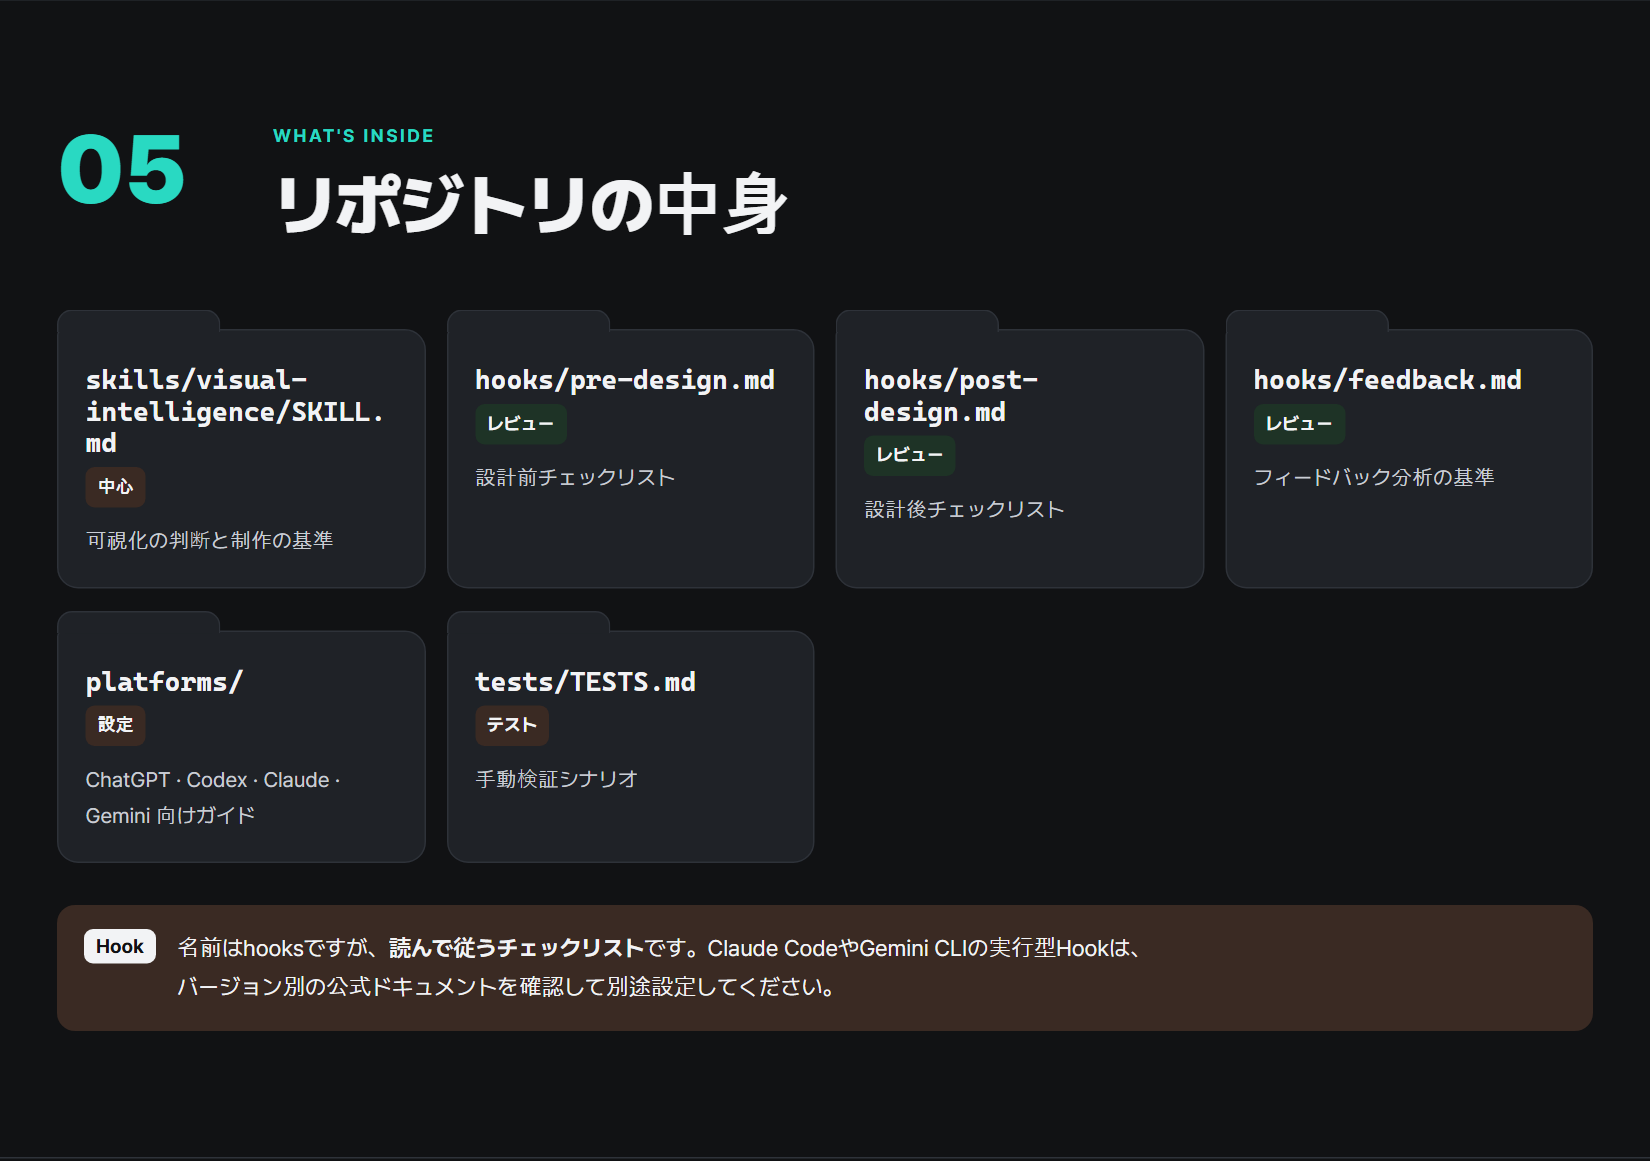 05
WHAT'S INSIDE
リポジトリの中身
skills/visual-
intelligence/SKILL.
md
中心
可視化の判断と制作の基準
hooks/pre-design.md
レビュー
設計前チェックリスト
hooks/post-
design.md
レビュー
設計後チェックリスト
hooks/feedback.md
レビュー
フィードバック分析の基準
platforms/
設定
ChatGPT · Codex · Claude ·
Gemini 向けガイド
tests/TESTS.md
テスト
手動検証シナリオ
Hook
名前はhooksですが、読んで従うチェックリストです。Claude CodeやGemini CLIの実行型Hookは、
バージョン別の公式ドキュメントを確認して別途設定してください。